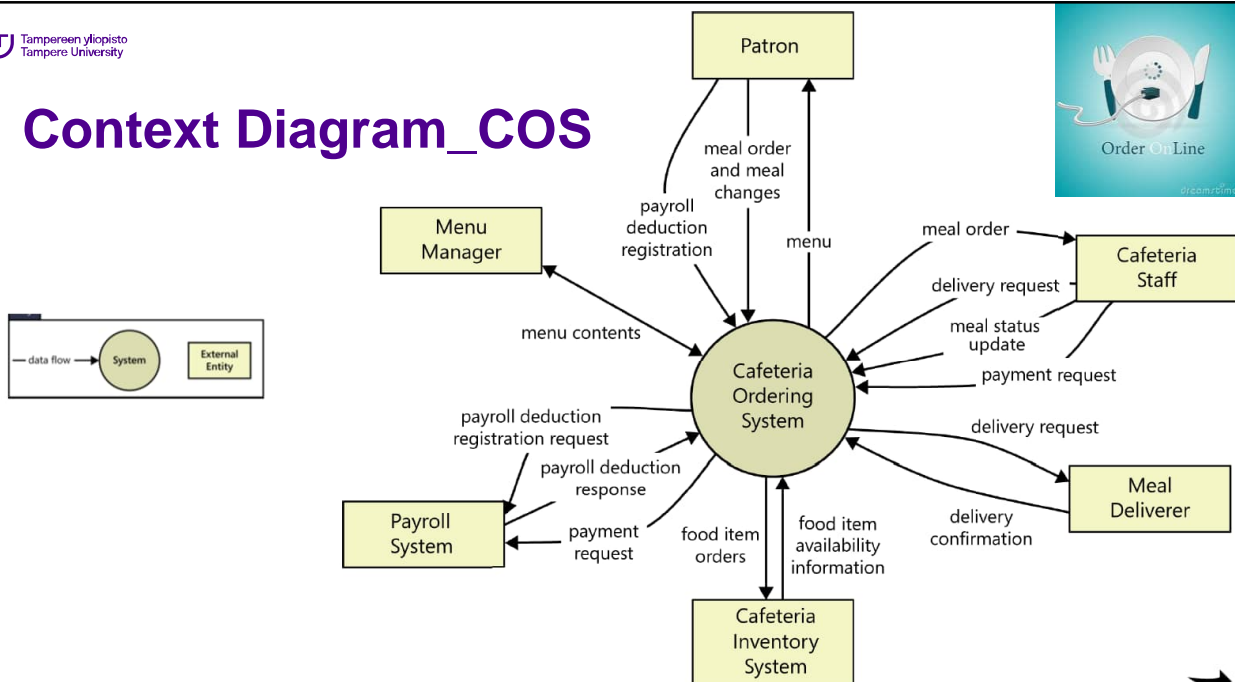 Tampereen yliopisto
Tampere University
Context Diagram_COS
Patron
Order OnLine
dreamstime
meal order
and meal
changes
payroll
deduction
registration
menu
Menu
Manager
menu contents
meal order
Cafeteria
Staff
delivery request
meal status
update
payment request
data flow
System
External
Entity
Cafeteria
Ordering
System
payroll deduction
registration request
payroll deduction
response
delivery request
Meal
Deliverer
Payroll
System
payment
request
food item
orders
food item
availability
information
delivery
confirmation
Cafeteria
Inventory
System